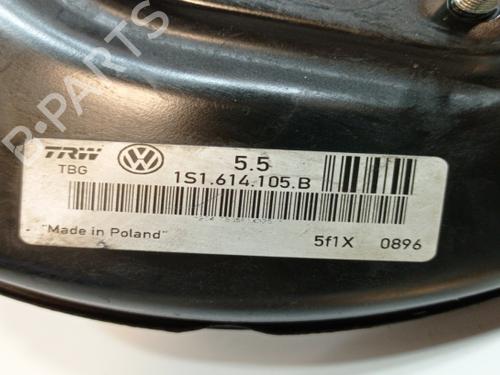 B-PARTS
TRW
TBG
5.5
1S1.614.105.B
"Made in Poland"
5f1X 0896